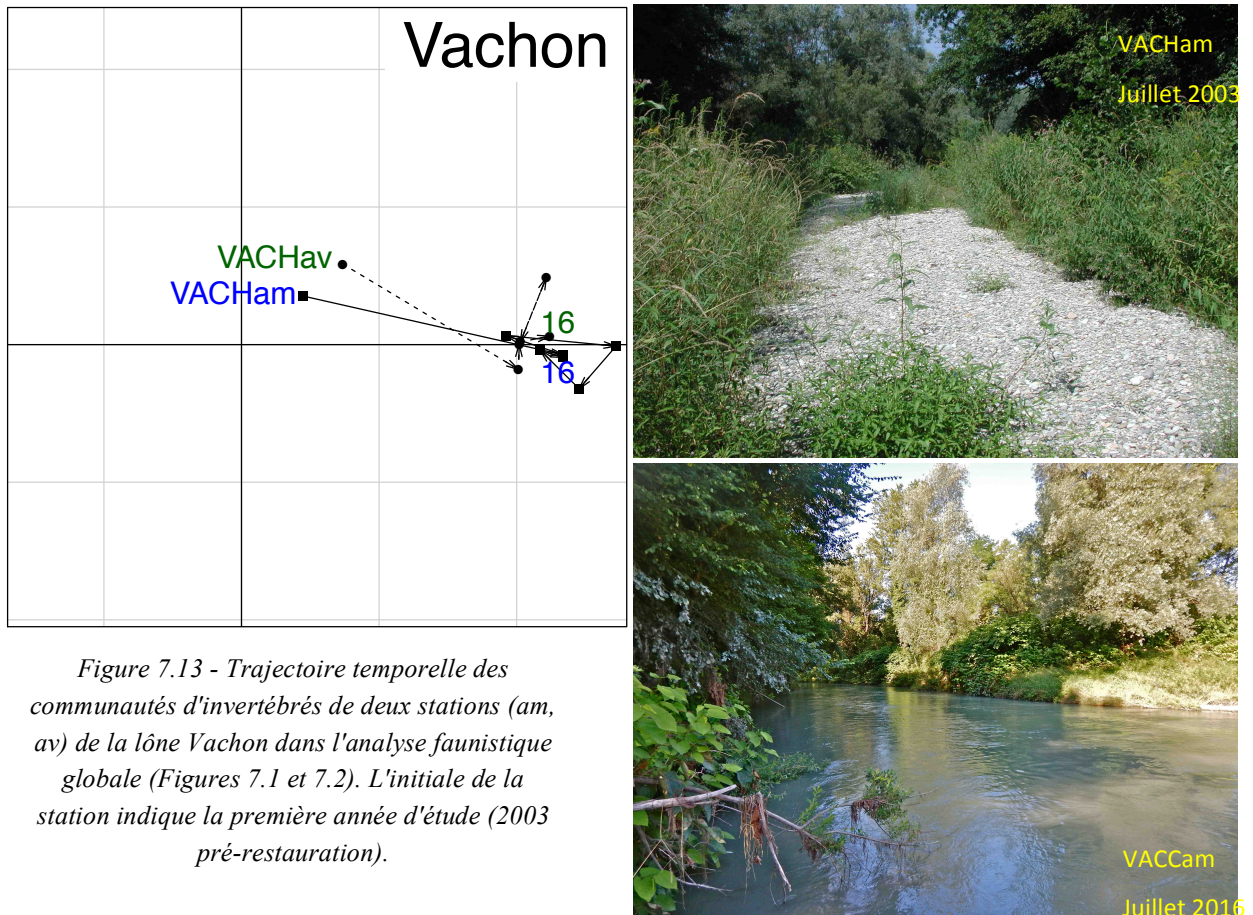 Vachon
VACHav
VACHam
16
16
Figure 7.13 - Trajectoire temporelle des
communautés d'invertébrés de deux stations (am,
av) de la lône Vachon dans l'analyse faunistique
globale (Figures 7.1 et 7.2). L'initiale de la
station indique la première année d'étude (2003
pré-restauration).
VACHam
Juillet 2003
VACCam
Juillet 2016